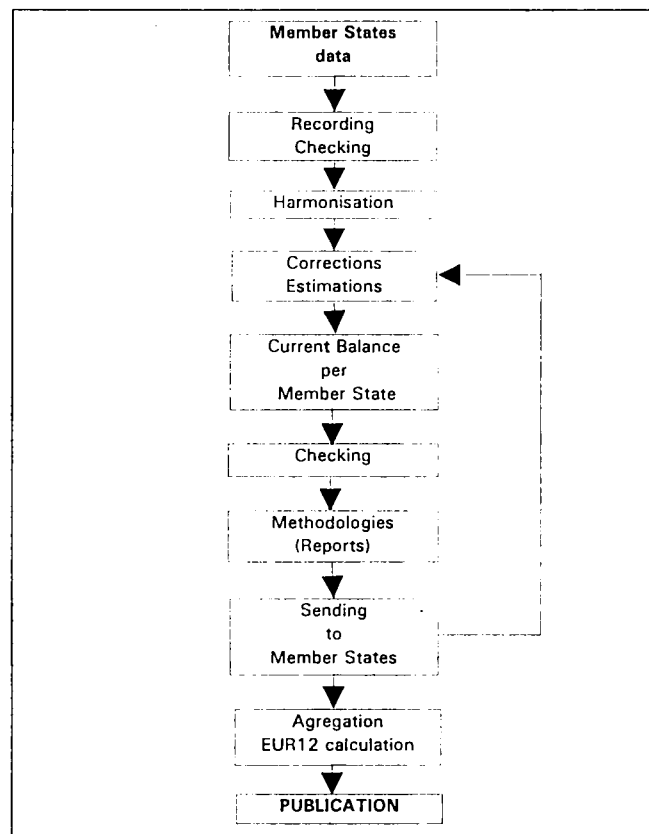 Member States
data
Recording
Checking
Harmonisation
Corrections
Estimations
Current Balance
per
Member State
Checking
Methodologies
(Reports)
Sending
to
Member States
Agregation
EUR12 calculation
PUBLICATION